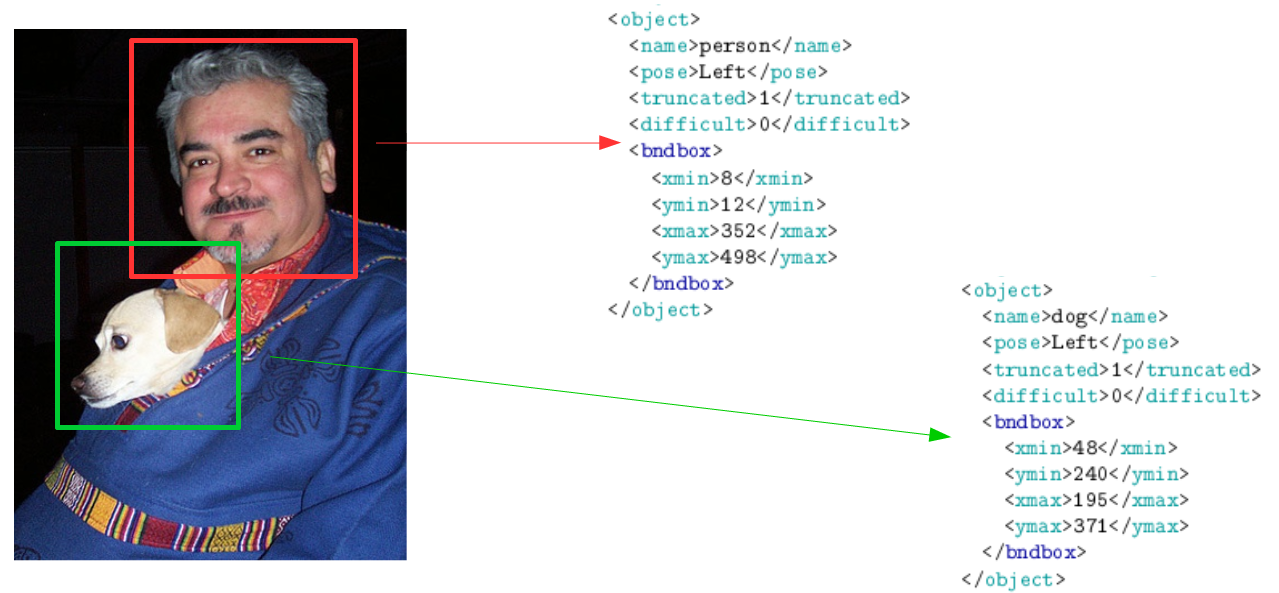 <object>
<name>person</name>
<pose>Left</pose>
<truncated>1</truncated>
<difficult>0</difficult>
<bndbox>
<xmin>8</xmin>
<ymin>12</ymin>
<xmax>352</xmax>
<ymax>498</ymax>
</bndbox>
</object>
<object>
<name>dog</name>
<pose>Left</pose>
<truncated>1</truncated>
<difficult>0</difficult>
<bndbox>
<xmin>48</xmin>
<ymin>240</ymin>
<xmax>195</xmax>
<ymax>371</ymax>
</bndbox>
</object>